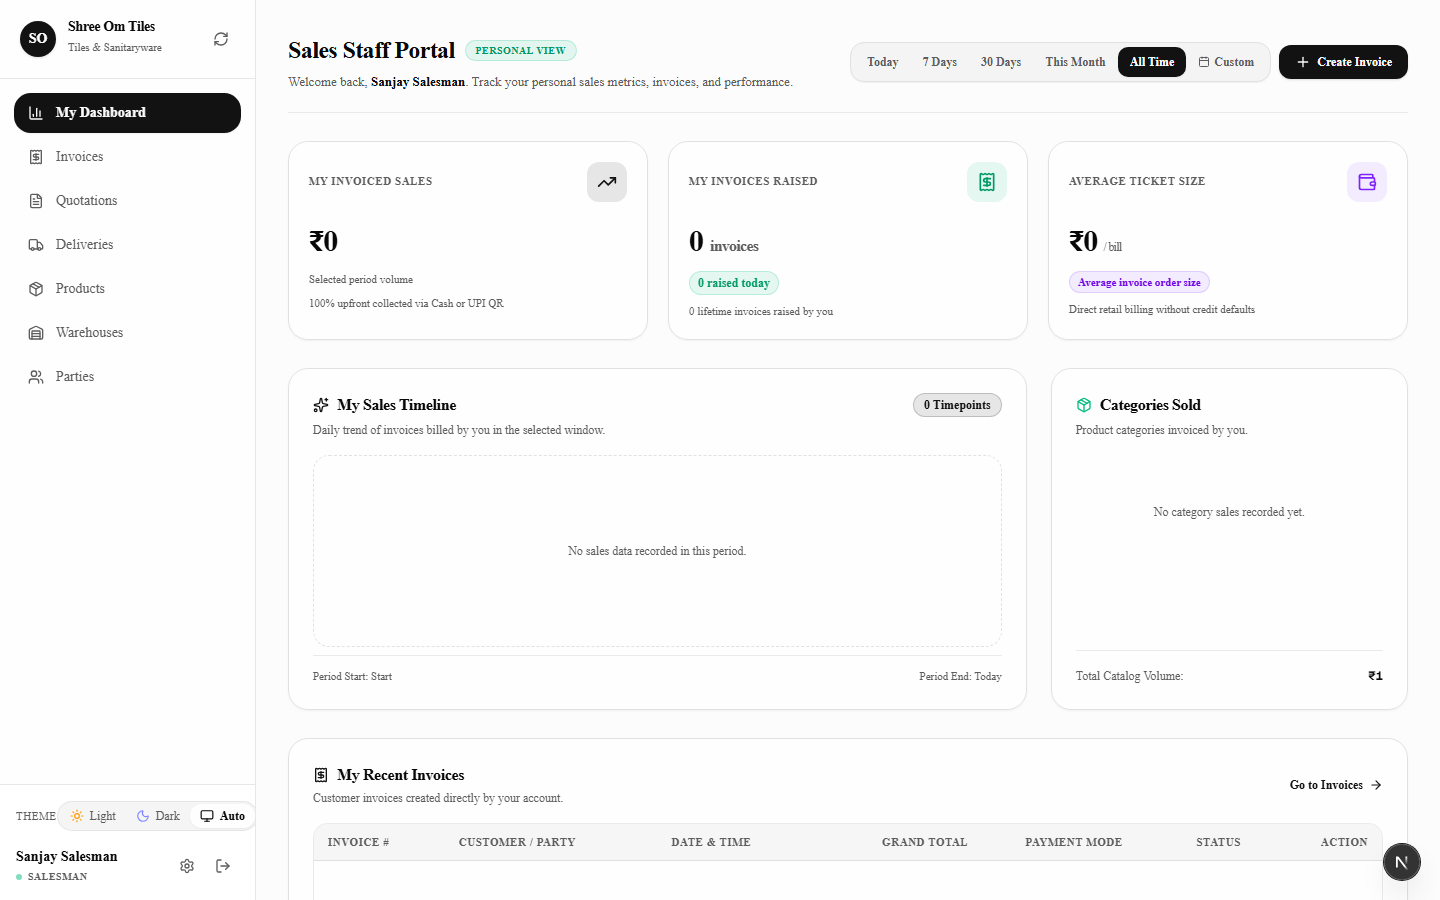 SO
Shree Om Tiles
Tiles & Sanitaryware
My Dashboard
Invoices
Quotations
Deliveries
Products
Warehouses
Parties
THEME Light Dark Auto
Sanjay Salesman
SALESMAN
Sales Staff Portal PERSONAL VIEW
Welcome back, Sanjay Salesman. Track your personal sales metrics, invoices, and performance.
Today 7 Days 30 Days This Month All Time Custom
Create Invoice
MY INVOICED SALES
₹0
Selected period volume
100% upfront collected via Cash or UPI QR
MY INVOICES RAISED
0 invoices
0 raised today
0 lifetime invoices raised by you
AVERAGE TICKET SIZE
₹0 /bill
Average invoice order size
Direct retail billing without credit defaults
My Sales Timeline
0 Timepoints
Daily trend of invoices billed by you in the selected window.
No sales data recorded in this period.
Period Start: Start
Period End: Today
Categories Sold
Product categories invoiced by you.
No category sales recorded yet.
Total Catalog Volume: ₹1
My Recent Invoices
Customer invoices created directly by your account.
Go to Invoices
INVOICE # CUSTOMER / PARTY DATE & TIME GRAND TOTAL PAYMENT MODE STATUS ACTION
N